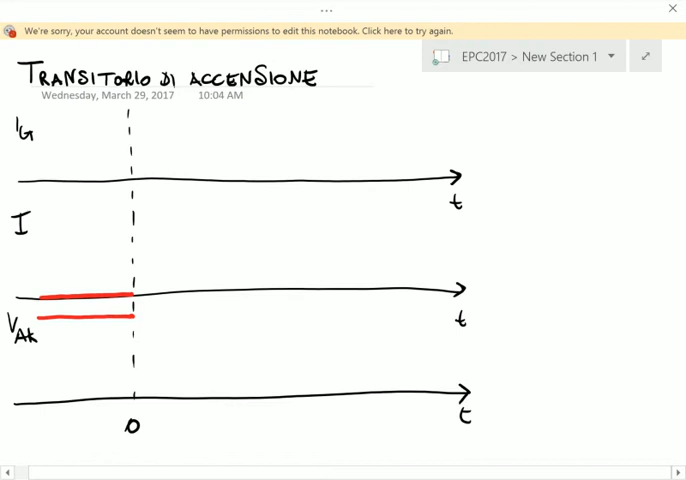 ...
We're sorry, your account doesn't seem to have permissions to edit this notebook. Click here to try again.
EPC2017 > New Section 1
TRANSITORIO DI ACCENSIONE
Wednesday, March 29, 2017 10:04 AM
IG
t
I
t
VAK
t
0